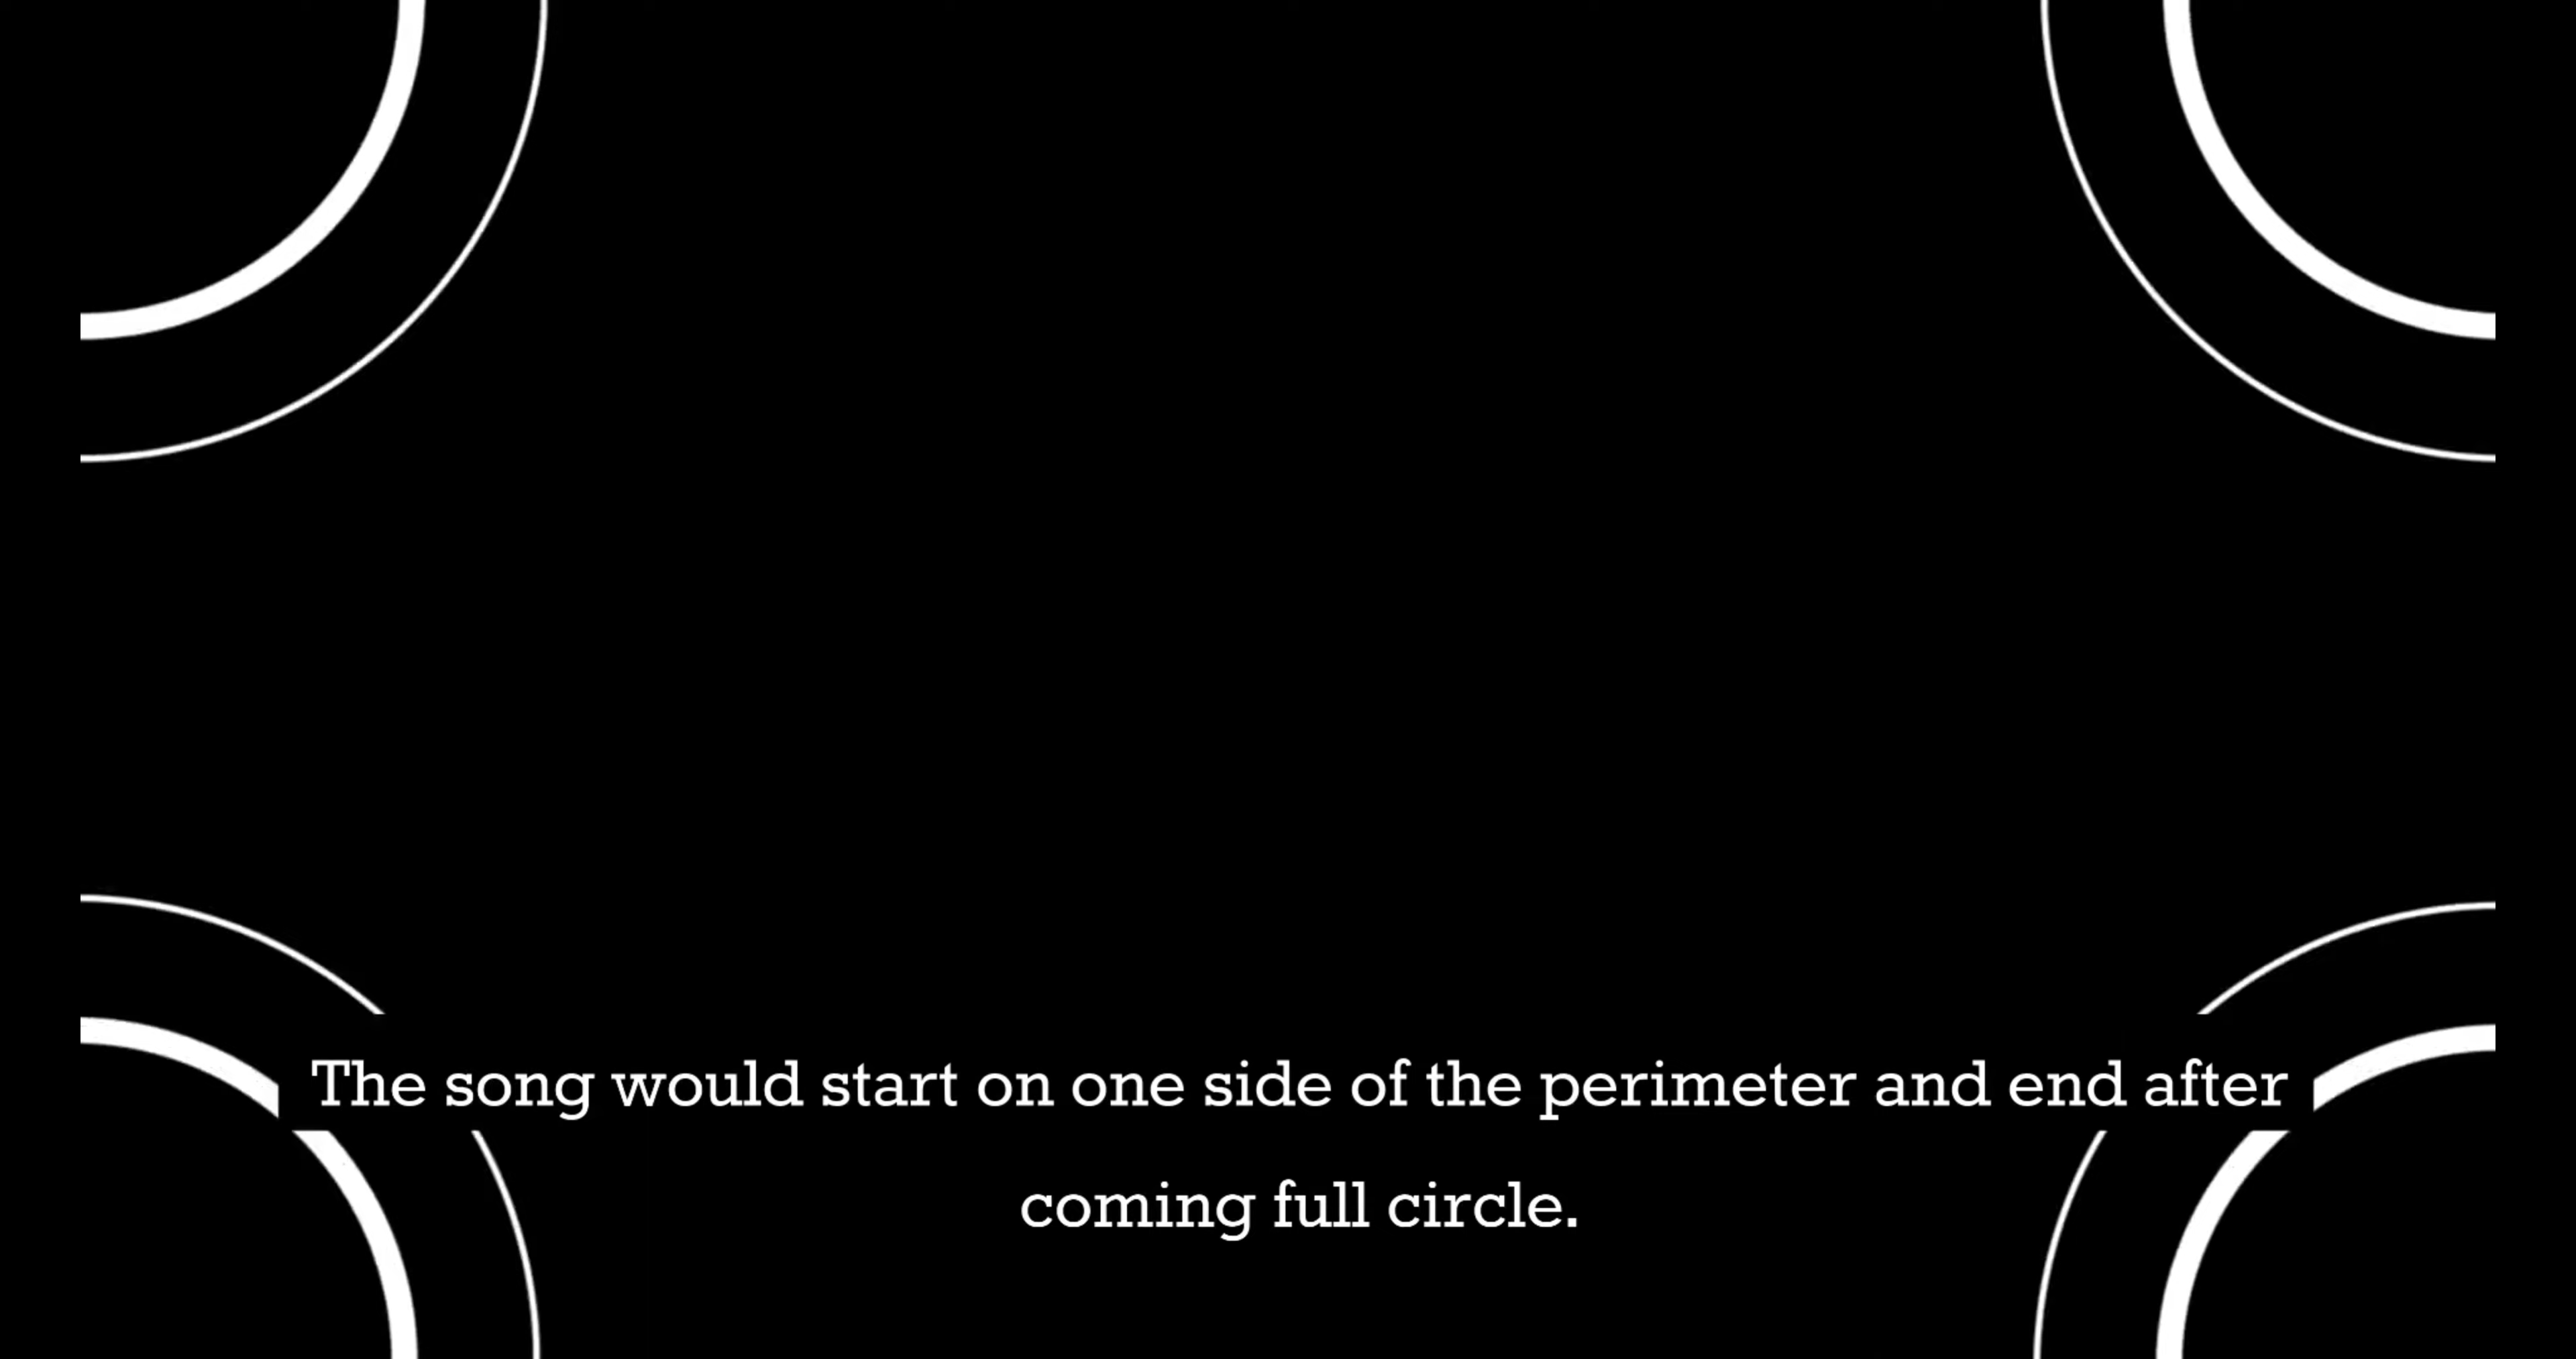 The song would start on one side of the perimeter and end after
coming full circle.